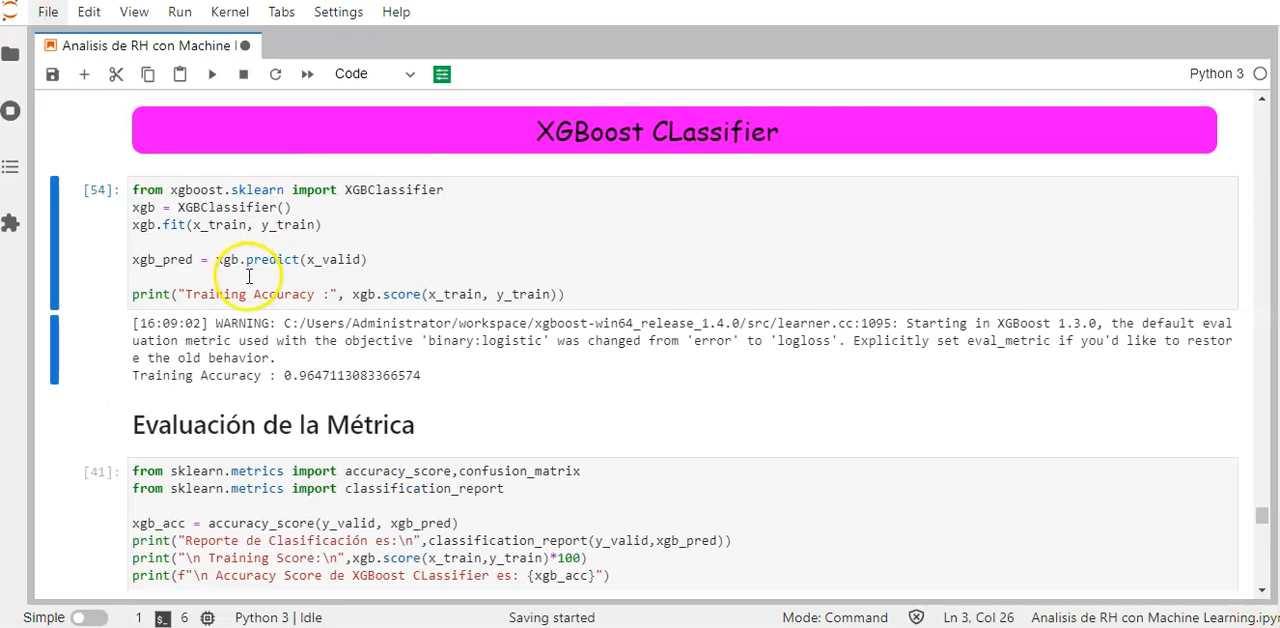 File Edit View Run Kernel Tabs Settings Help
Analisis de RH con Machine
Code Python 3
XGBoost CLassifier
[54]: from xgboost.sklearn import XGBClassifier
xgb = XGBClassifier()
xgb.fit(x_train, y_train)
xgb_pred = xgb.predict(x_valid)
print("Training Accuracy :", xgb.score(x_train, y_train))
[16:09:02] WARNING: C:/Users/Administrator/workspace/xgboost-win64_release_1.4.0/src/learner.cc:1095: Starting in XGBoost 1.3.0, the default eval
uation metric used with the objective 'binary:logistic' was changed from 'error' to 'logloss'. Explicitly set eval_metric if you'd like to restor
e the old behavior.
Training Accuracy : 0.9647113083366574
Evaluación de la Métrica
[41]: from sklearn.metrics import accuracy_score,confusion_matrix
from sklearn.metrics import classification_report
xgb_acc = accuracy_score(y_valid, xgb_pred)
print("Reporte de Clasificación es:\n",classification_report(y_valid,xgb_pred))
print("\n Training Score:\n",xgb.score(x_train,y_train)*100)
print(f"\n Accuracy Score de XGBoost CLassifier es: {xgb_acc}")
Simple 1 6 Python 3 | Idle Saving started Mode: Command Ln 3, Col 26 Analisis de RH con Machine Learning.ipyn